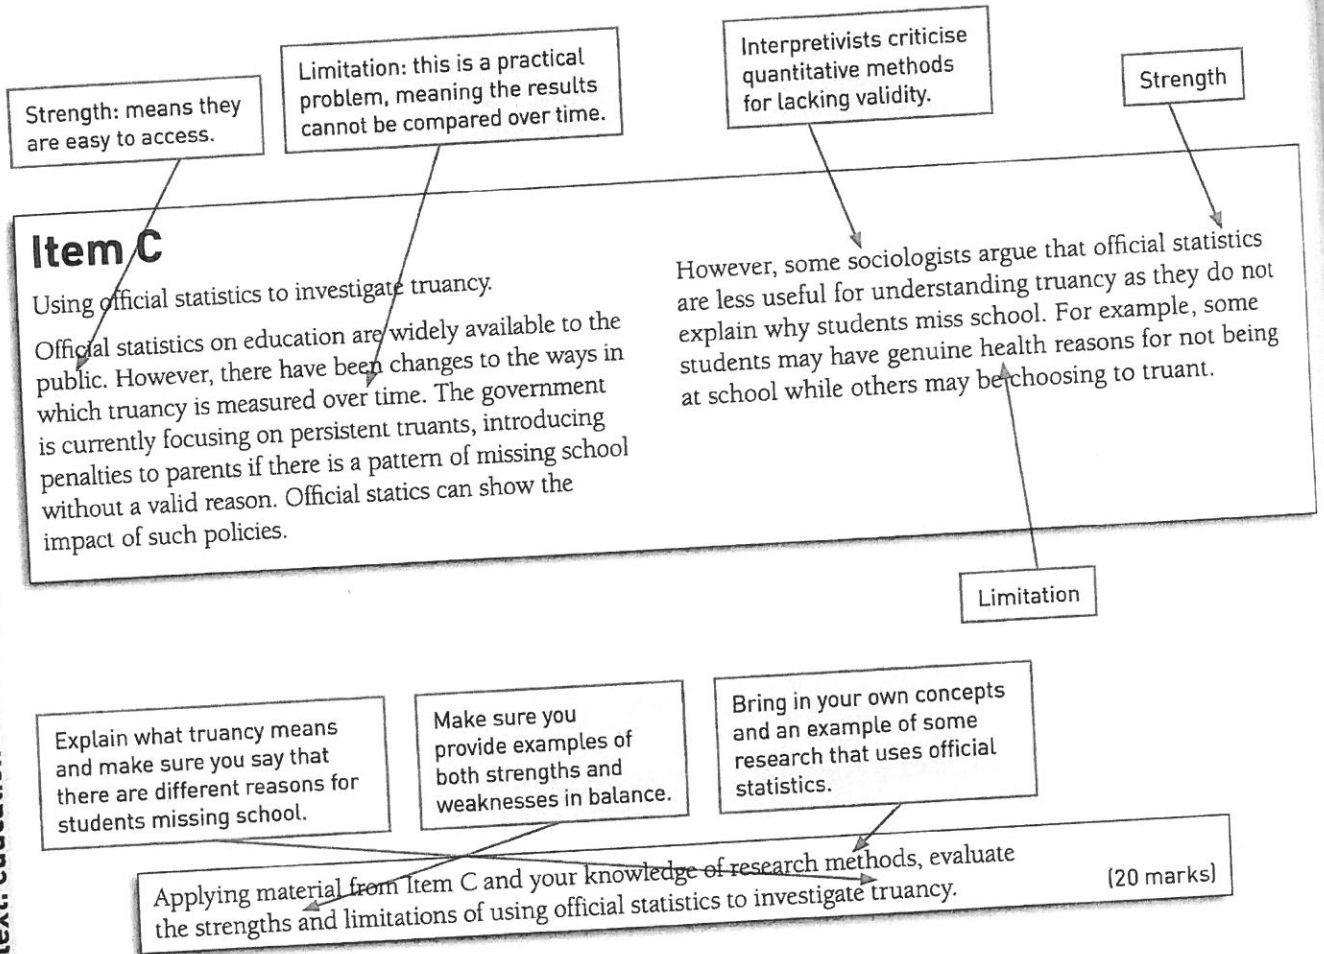 Strength: means they
are easy to access.
Limitation: this is a practical
problem, meaning the results
cannot be compared over time.
Interpretivists criticise
quantitative methods
for lacking validity.
Strength
Item C
Using official statistics to investigate truancy.
Official statistics on education are widely available to the
public. However, there have been changes to the ways in
which truancy is measured over time. The government
is currently focusing on persistent truants, introducing
penalties to parents if there is a pattern of missing school
without a valid reason. Official statics can show the
impact of such policies.
However, some sociologists argue that official statistics
are less useful for understanding truancy as they do not
explain why students miss school. For example, some
students may have genuine health reasons for not being
at school while others may be choosing to truant.
Limitation
Explain what truancy means
and make sure you say that
there are different reasons for
students missing school.
Make sure you
provide examples of
both strengths and
weaknesses in balance.
Bring in your own concepts
and an example of some
research that uses official
statistics.
Applying material from Item C and your knowledge of research methods, evaluate
the strengths and limitations of using official statistics to investigate truancy.
(20 marks)